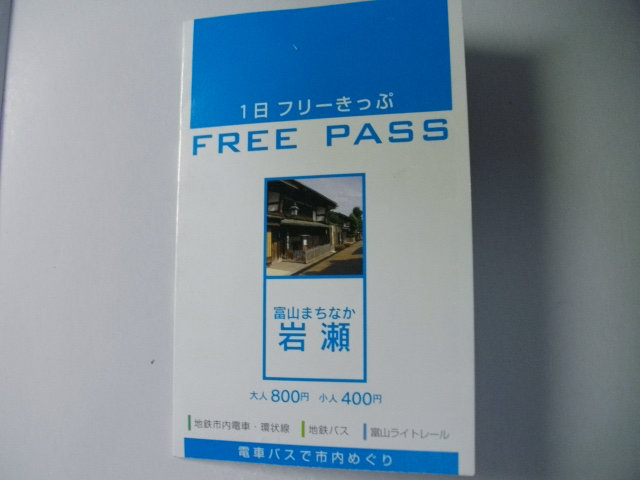 1日 フリーきっぷ
FREE PASS
富山まちなか
岩瀬
大人 800円 小人 400円
地鉄市内電車・環状線 地鉄バス 富山ライトレール
電車バスで市内めぐり